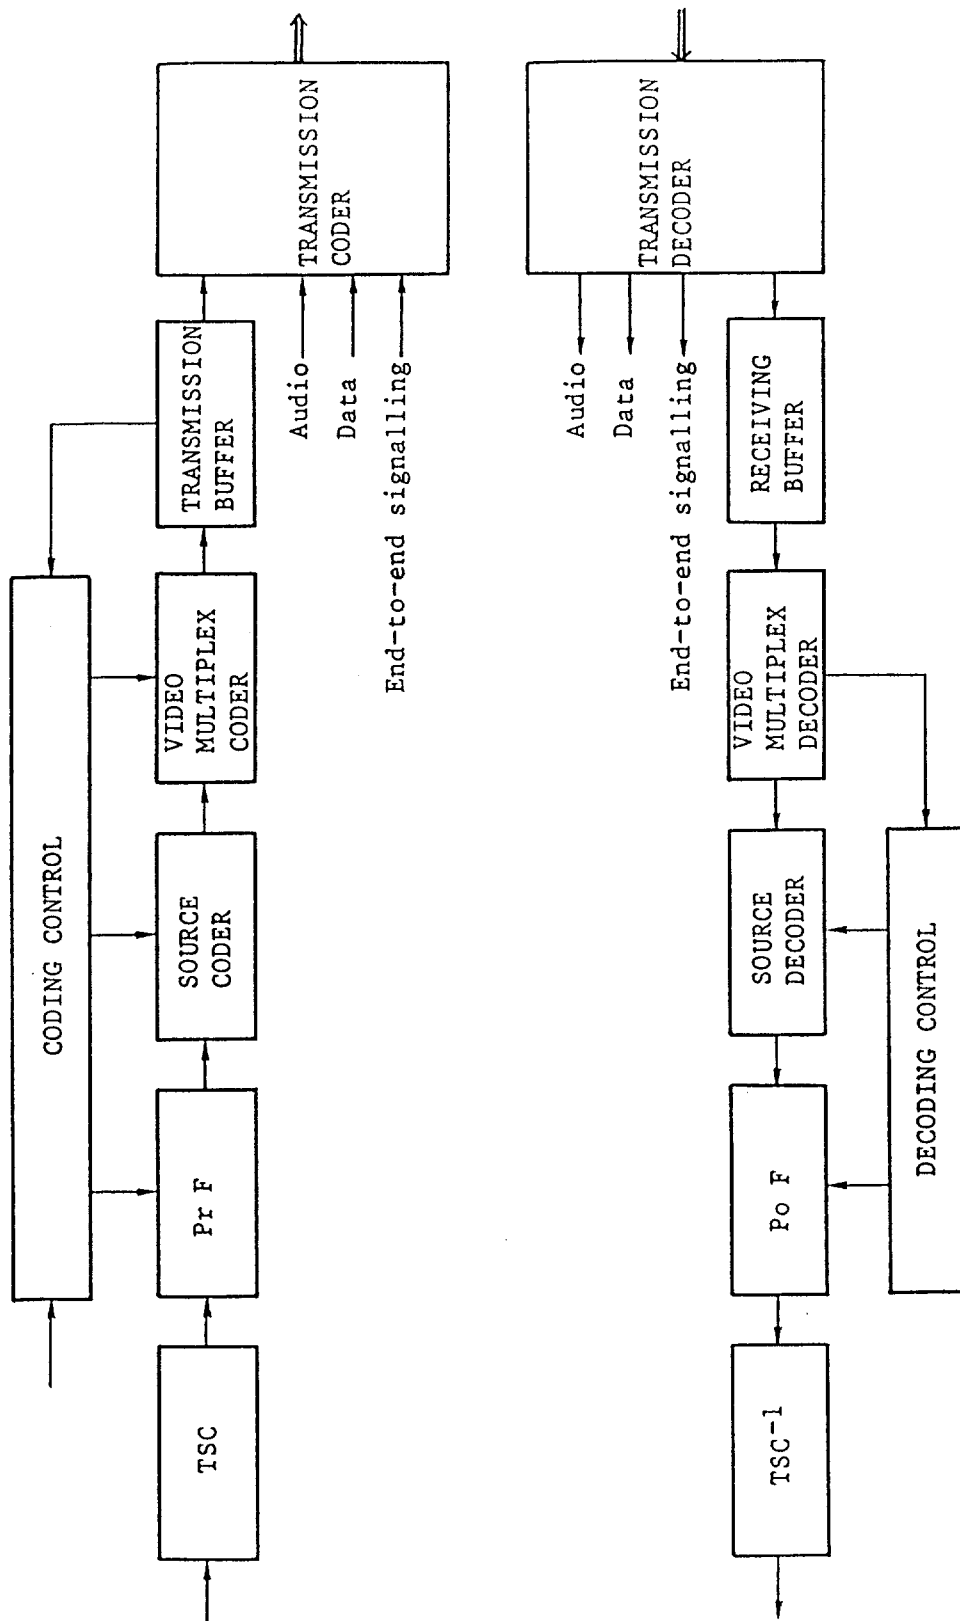 CODING CONTROL
TSC
Pr F
SOURCE
CODER
VIDEO
MULTIPLEX
CODER
TRANSMISSION
BUFFER
TRANSMISSION
CODER
Audio
Data
End-to-end signalling
TRANSMISSION
DECODER
Audio
Data
End-to-end signalling
RECEIVING
BUFFER
VIDEO
MULTIPLEX
DECODER
SOURCE
DECODER
Po F
TSC-1
DECODING CONTROL